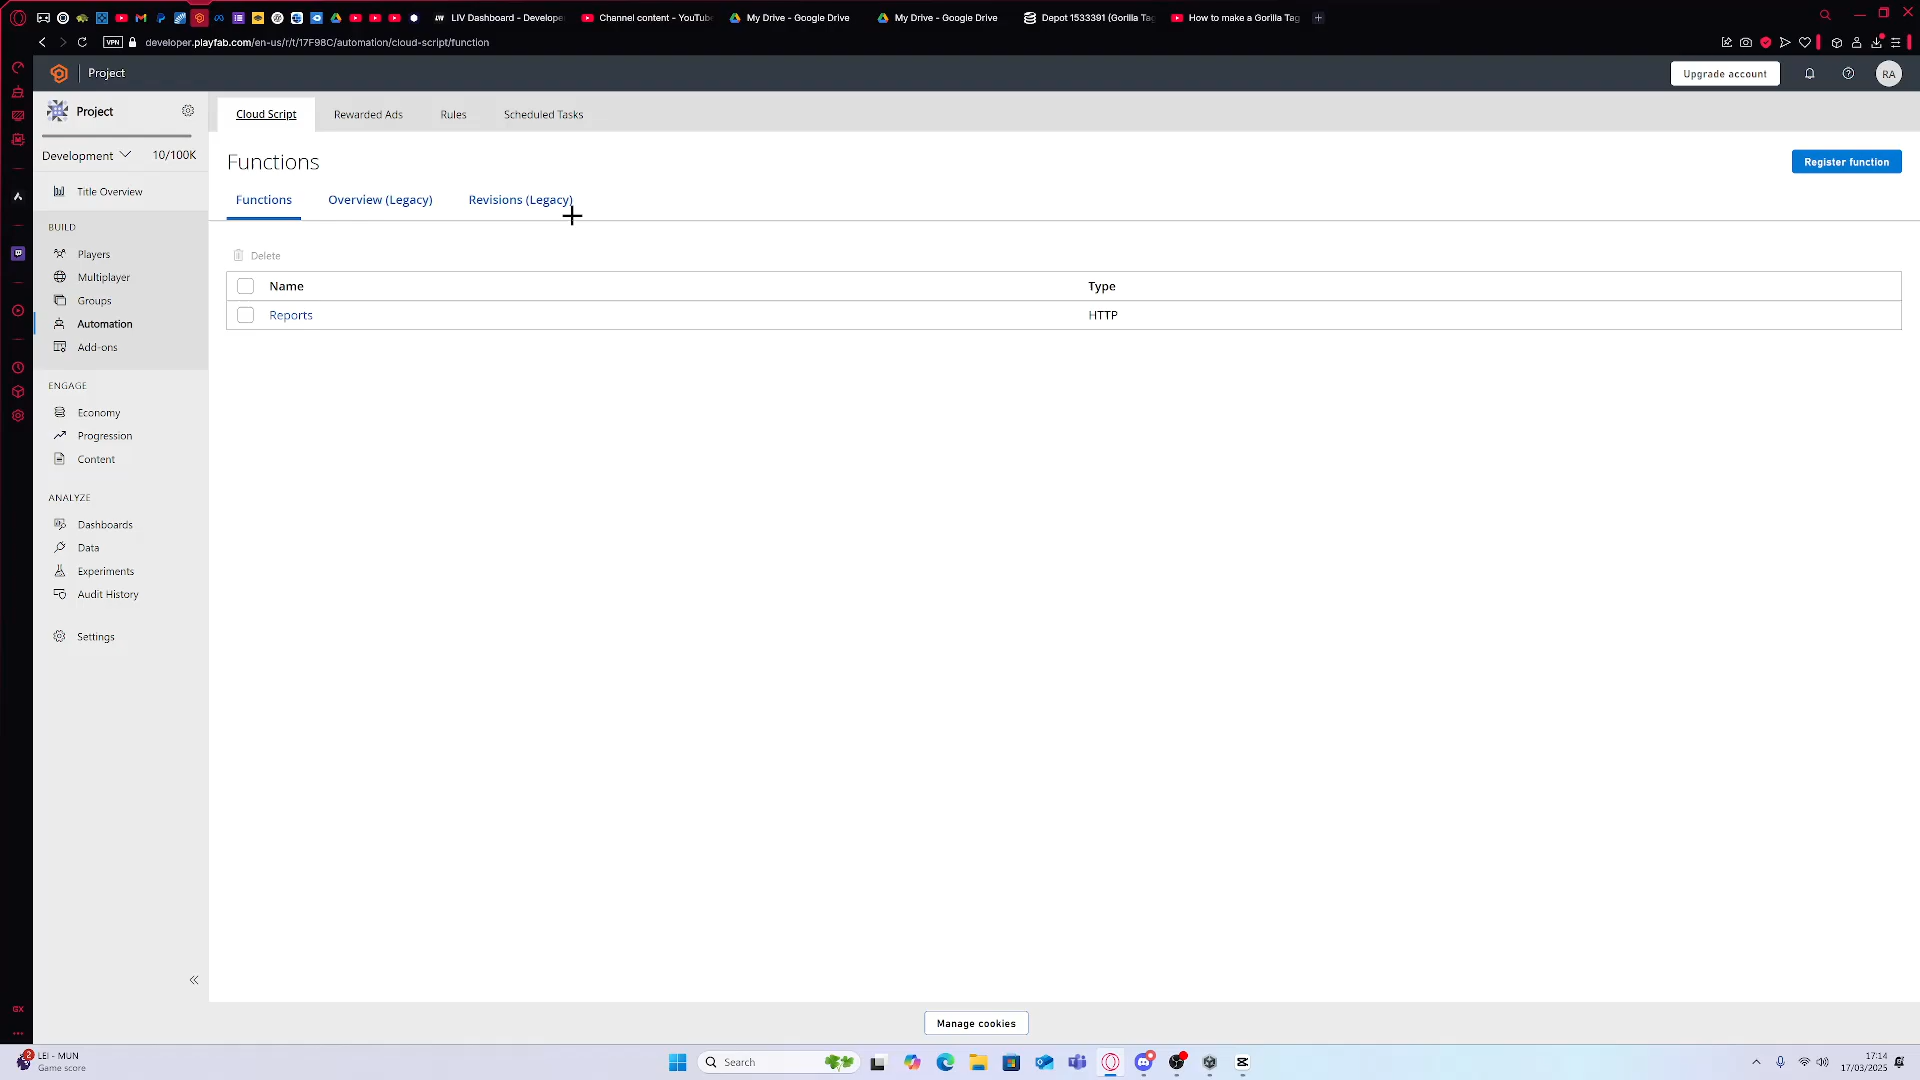 LIV Dashboard - Develope
Channel content - YouTub
My Drive - Google Drive
My Drive - Google Drive
Depot 1533391 (Gorilla Tag
How to make a Gorilla Tag
VPN
developer.playfab.com/en-us/r/t/17F98C/automation/cloud-script/function
Project
Upgrade account
RA
Project
Cloud Script
Rewarded Ads
Rules
Scheduled Tasks
Development
10/100K
Functions
Register function
Title Overview
Functions
Overview (Legacy)
Revisions (Legacy)
BUILD
Players
Multiplayer
Groups
Automation
Add-ons
Delete
Name
Type
Reports
HTTP
ENGAGE
Economy
Progression
Content
ANALYZE
Dashboards
Data
Experiments
Audit History
Settings
GX
Manage cookies
2
LEI - MUN
Game score
Search
17:14
17/03/2025